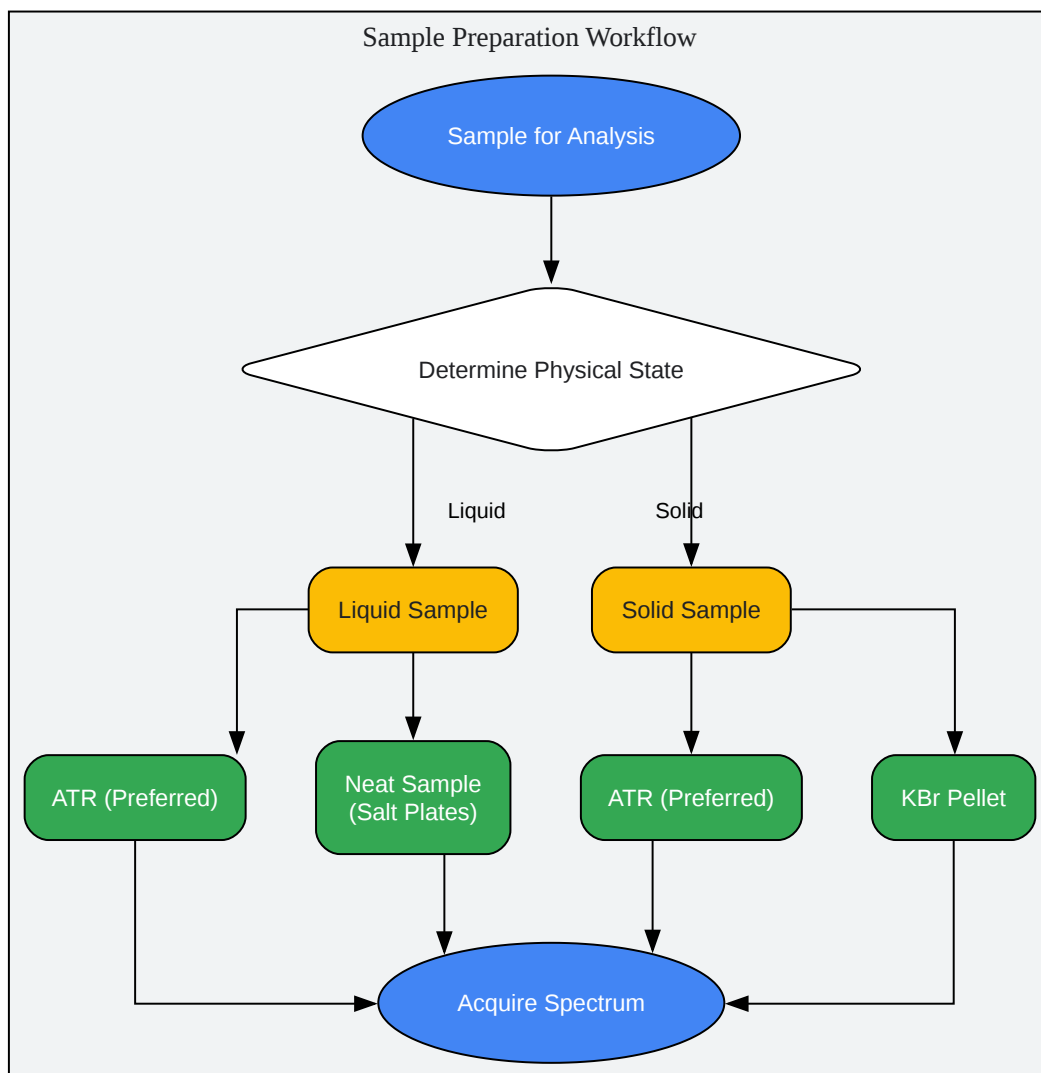 Sample Preparation Workflow
Sample for Analysis
Determine Physical State
Liquid
Solid
Liquid Sample
Solid Sample
ATR (Preferred)
Neat Sample
(Salt Plates)
ATR (Preferred)
KBr Pellet
Acquire Spectrum